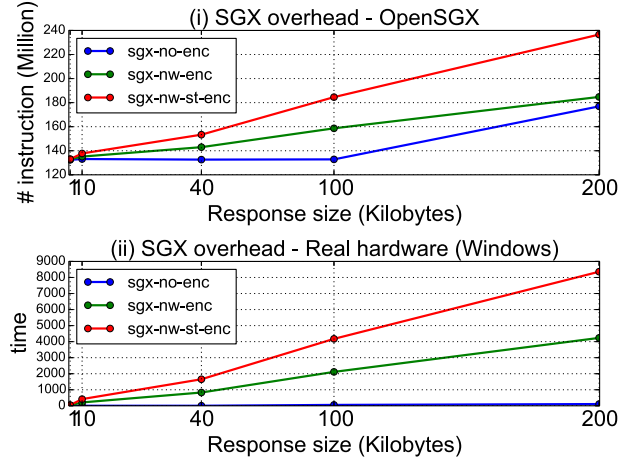 (i) SGX overhead - OpenSGX
# instruction (Million)
240
220
200
180
160
140
120
sgx-no-enc
sgx-nw-enc
sgx-nw-st-enc
1 10 40 100 200
Response size (Kilobytes)
(ii) SGX overhead - Real hardware (Windows)
time
9000
8000
7000
6000
5000
4000
3000
2000
1000
0
sgx-no-enc
sgx-nw-enc
sgx-nw-st-enc
1 10 40 100 200
Response size (Kilobytes)